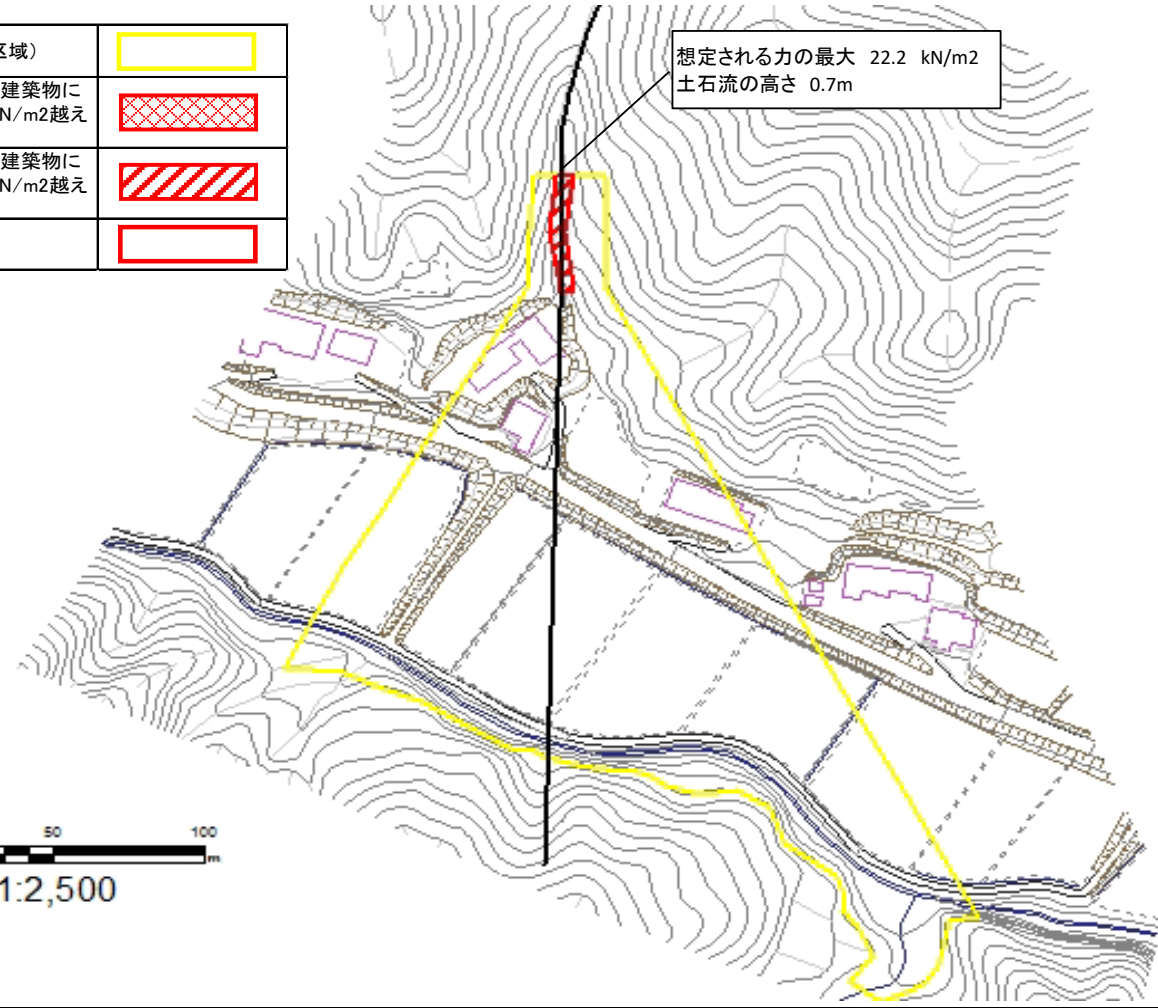 区域）
建築物に
N/m2越え
建築物に
N/m2越え
想定される力の最大 22.2 kN/m2
土石流の高さ 0.7m
50 100
m
1:2,500